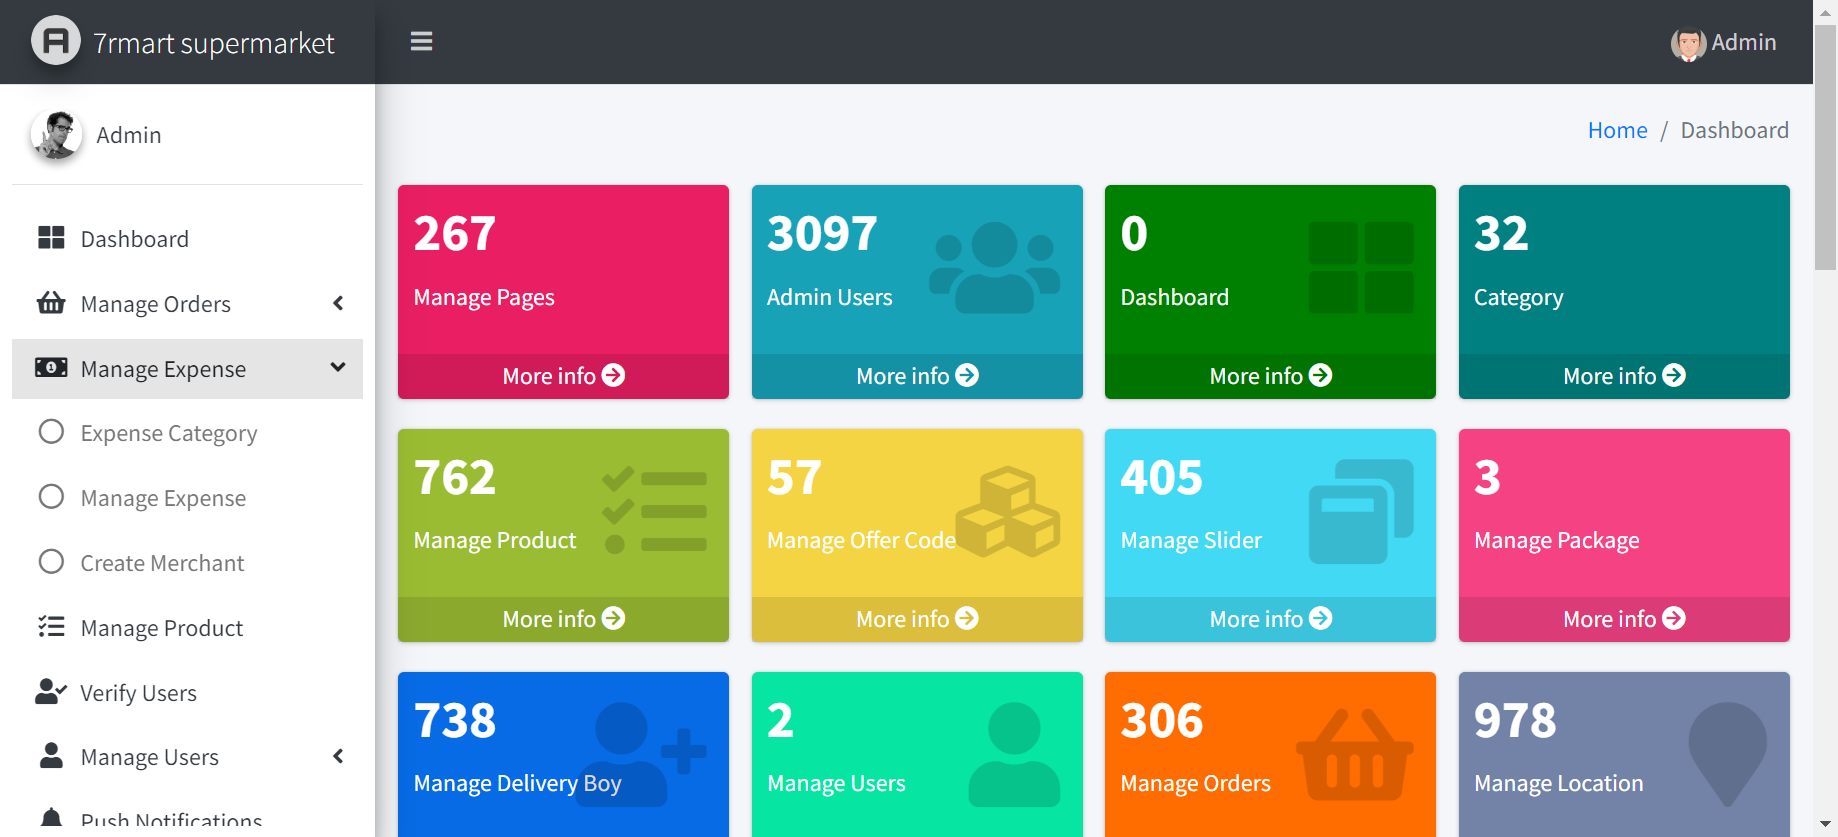 7rmart supermarket
Admin
Admin
Home / Dashboard
Dashboard
Manage Orders
Manage Expense
Expense Category
Manage Expense
Create Merchant
Manage Product
Verify Users
Manage Users
Push Notifications
267
Manage Pages
More info
3097
Admin Users
More info
0
Dashboard
More info
32
Category
More info
762
Manage Product
More info
57
Manage Offer Code
More info
405
Manage Slider
More info
3
Manage Package
More info
738
Manage Delivery Boy
2
Manage Users
306
Manage Orders
978
Manage Location